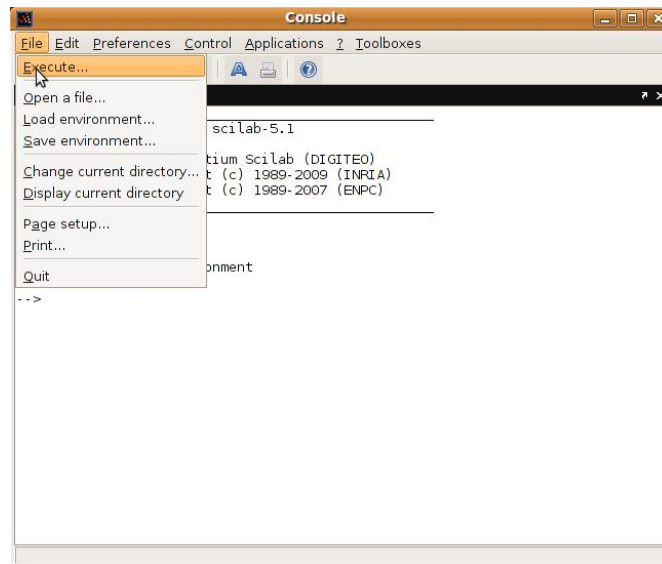 Console
File Edit Preferences Control Applications ? Toolboxes
Execute...
Open a file...
Load environment...
Save environment...
Change current directory...
Display current directory
Page setup...
Print...
Quit
scilab-5.1
tium Scilab (DIGITEO)
t (c) 1989-2009 (INRIA)
t (c) 1989-2007 (ENPC)
onment
-->